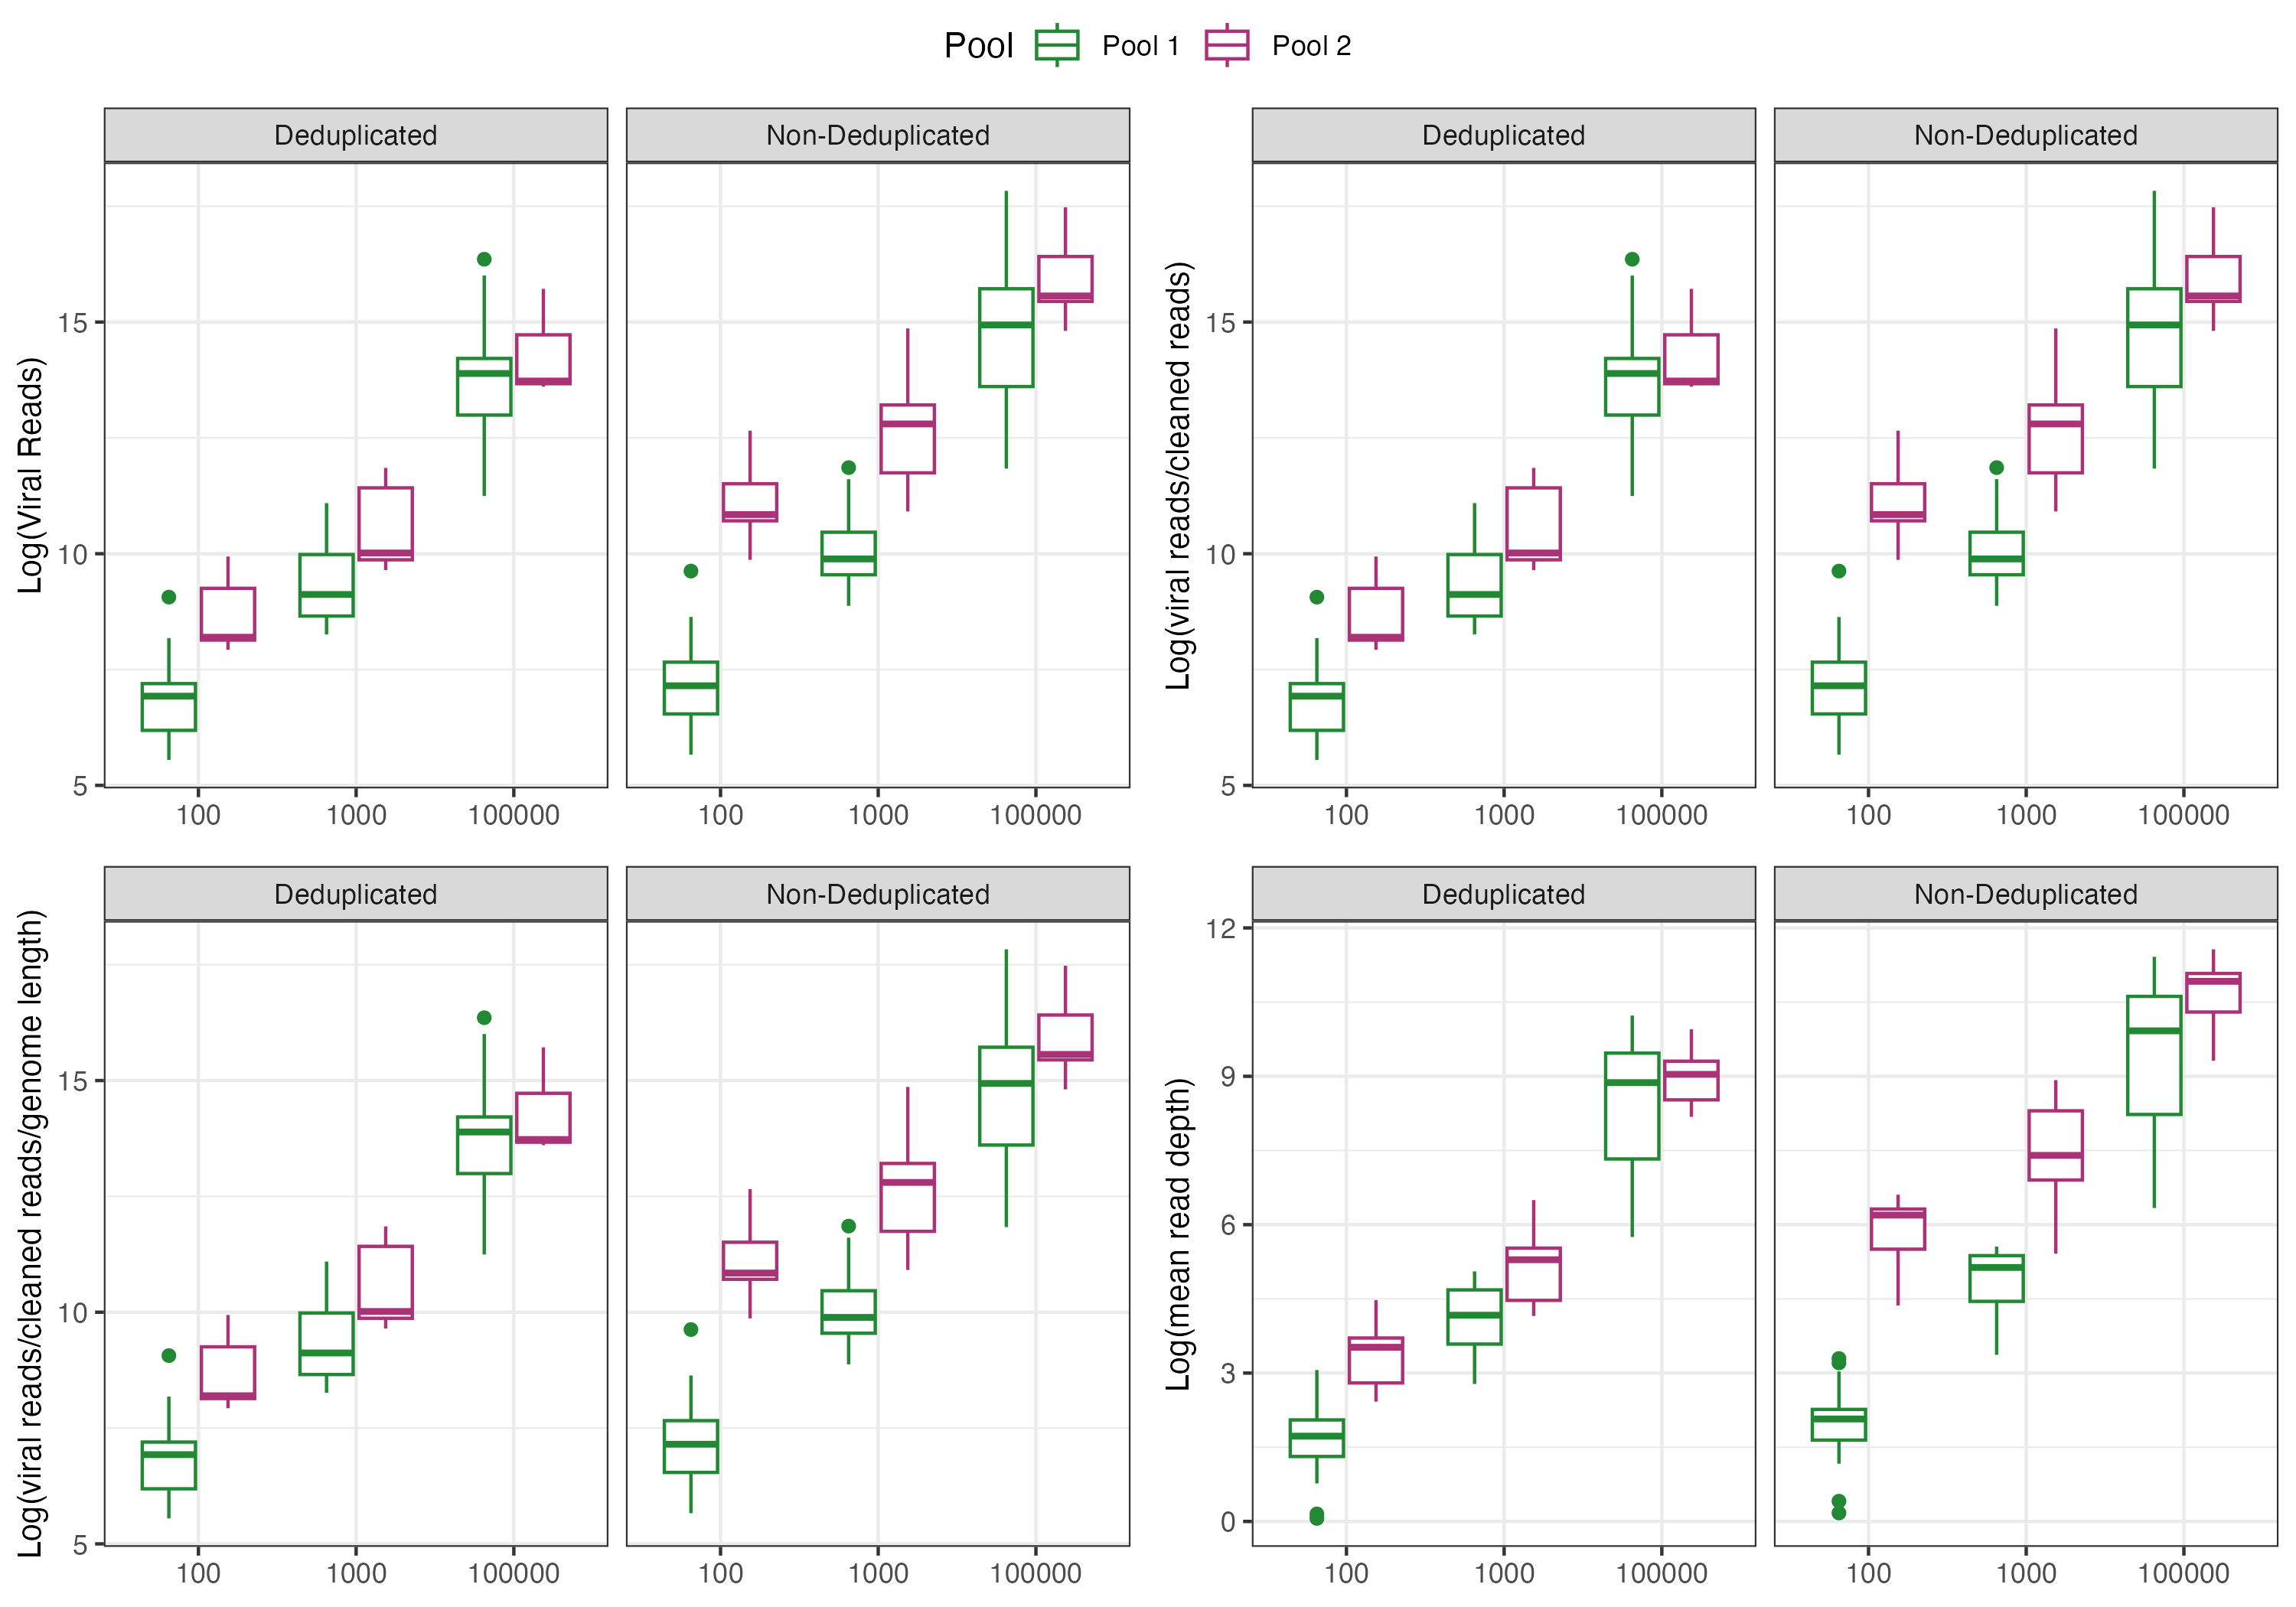 Pool Pool 1 Pool 2
Deduplicated Non-Deduplicated
Log(Viral Reads)
15
10
5
100 1000 100000 100 1000 100000
Deduplicated Non-Deduplicated
Log(viral reads/cleaned reads)
15
10
5
100 1000 100000 100 1000 100000
Deduplicated Non-Deduplicated
Log(viral reads/cleaned reads/genome length)
15
10
5
100 1000 100000 100 1000 100000
Deduplicated Non-Deduplicated
Log(mean read depth)
12
9
6
3
0
100 1000 100000 100 1000 100000